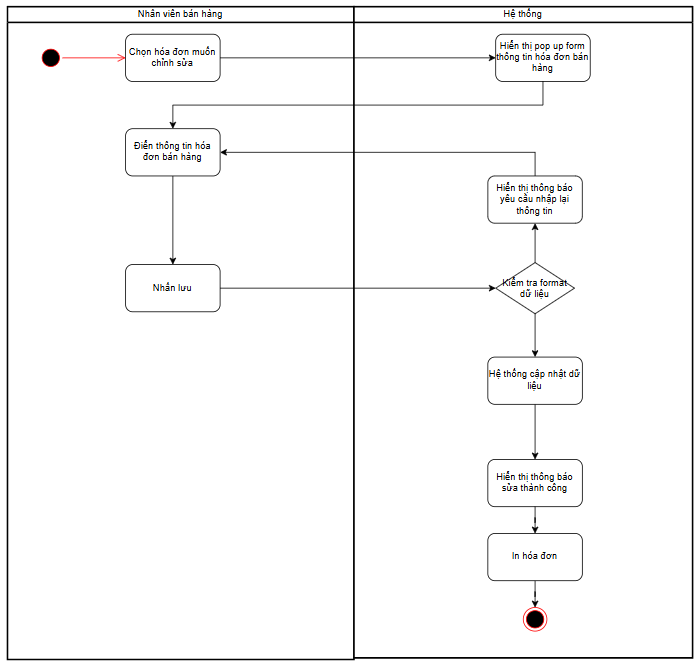 Nhân viên bán hàng
Hệ thống
Chọn hóa đơn muốn
chỉnh sửa
Hiển thị pop up form
thông tin hóa đơn bán
hàng
Điền thông tin hóa
đơn bán hàng
Hiển thị thông báo
yêu cầu nhập lại
thông tin
Nhấn lưu
Kiểm tra format
dữ liệu
Hệ thống cập nhật dữ
liệu
Hiển thị thông báo
sửa thành công
In hóa đơn